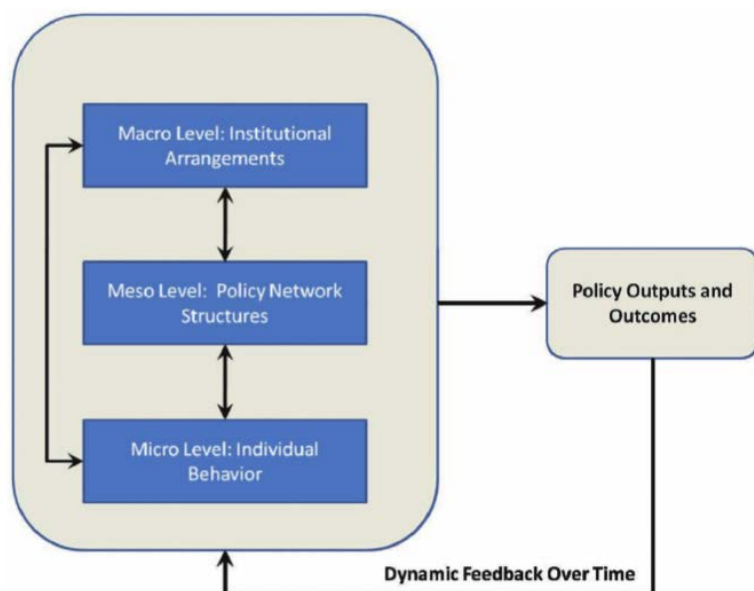 Macro Level: Institutional
Arrangements
Meso Level: Policy Network
Structures
Policy Outputs and
Outcomes
Micro Level: Individual
Behavior
Dynamic Feedback Over Time